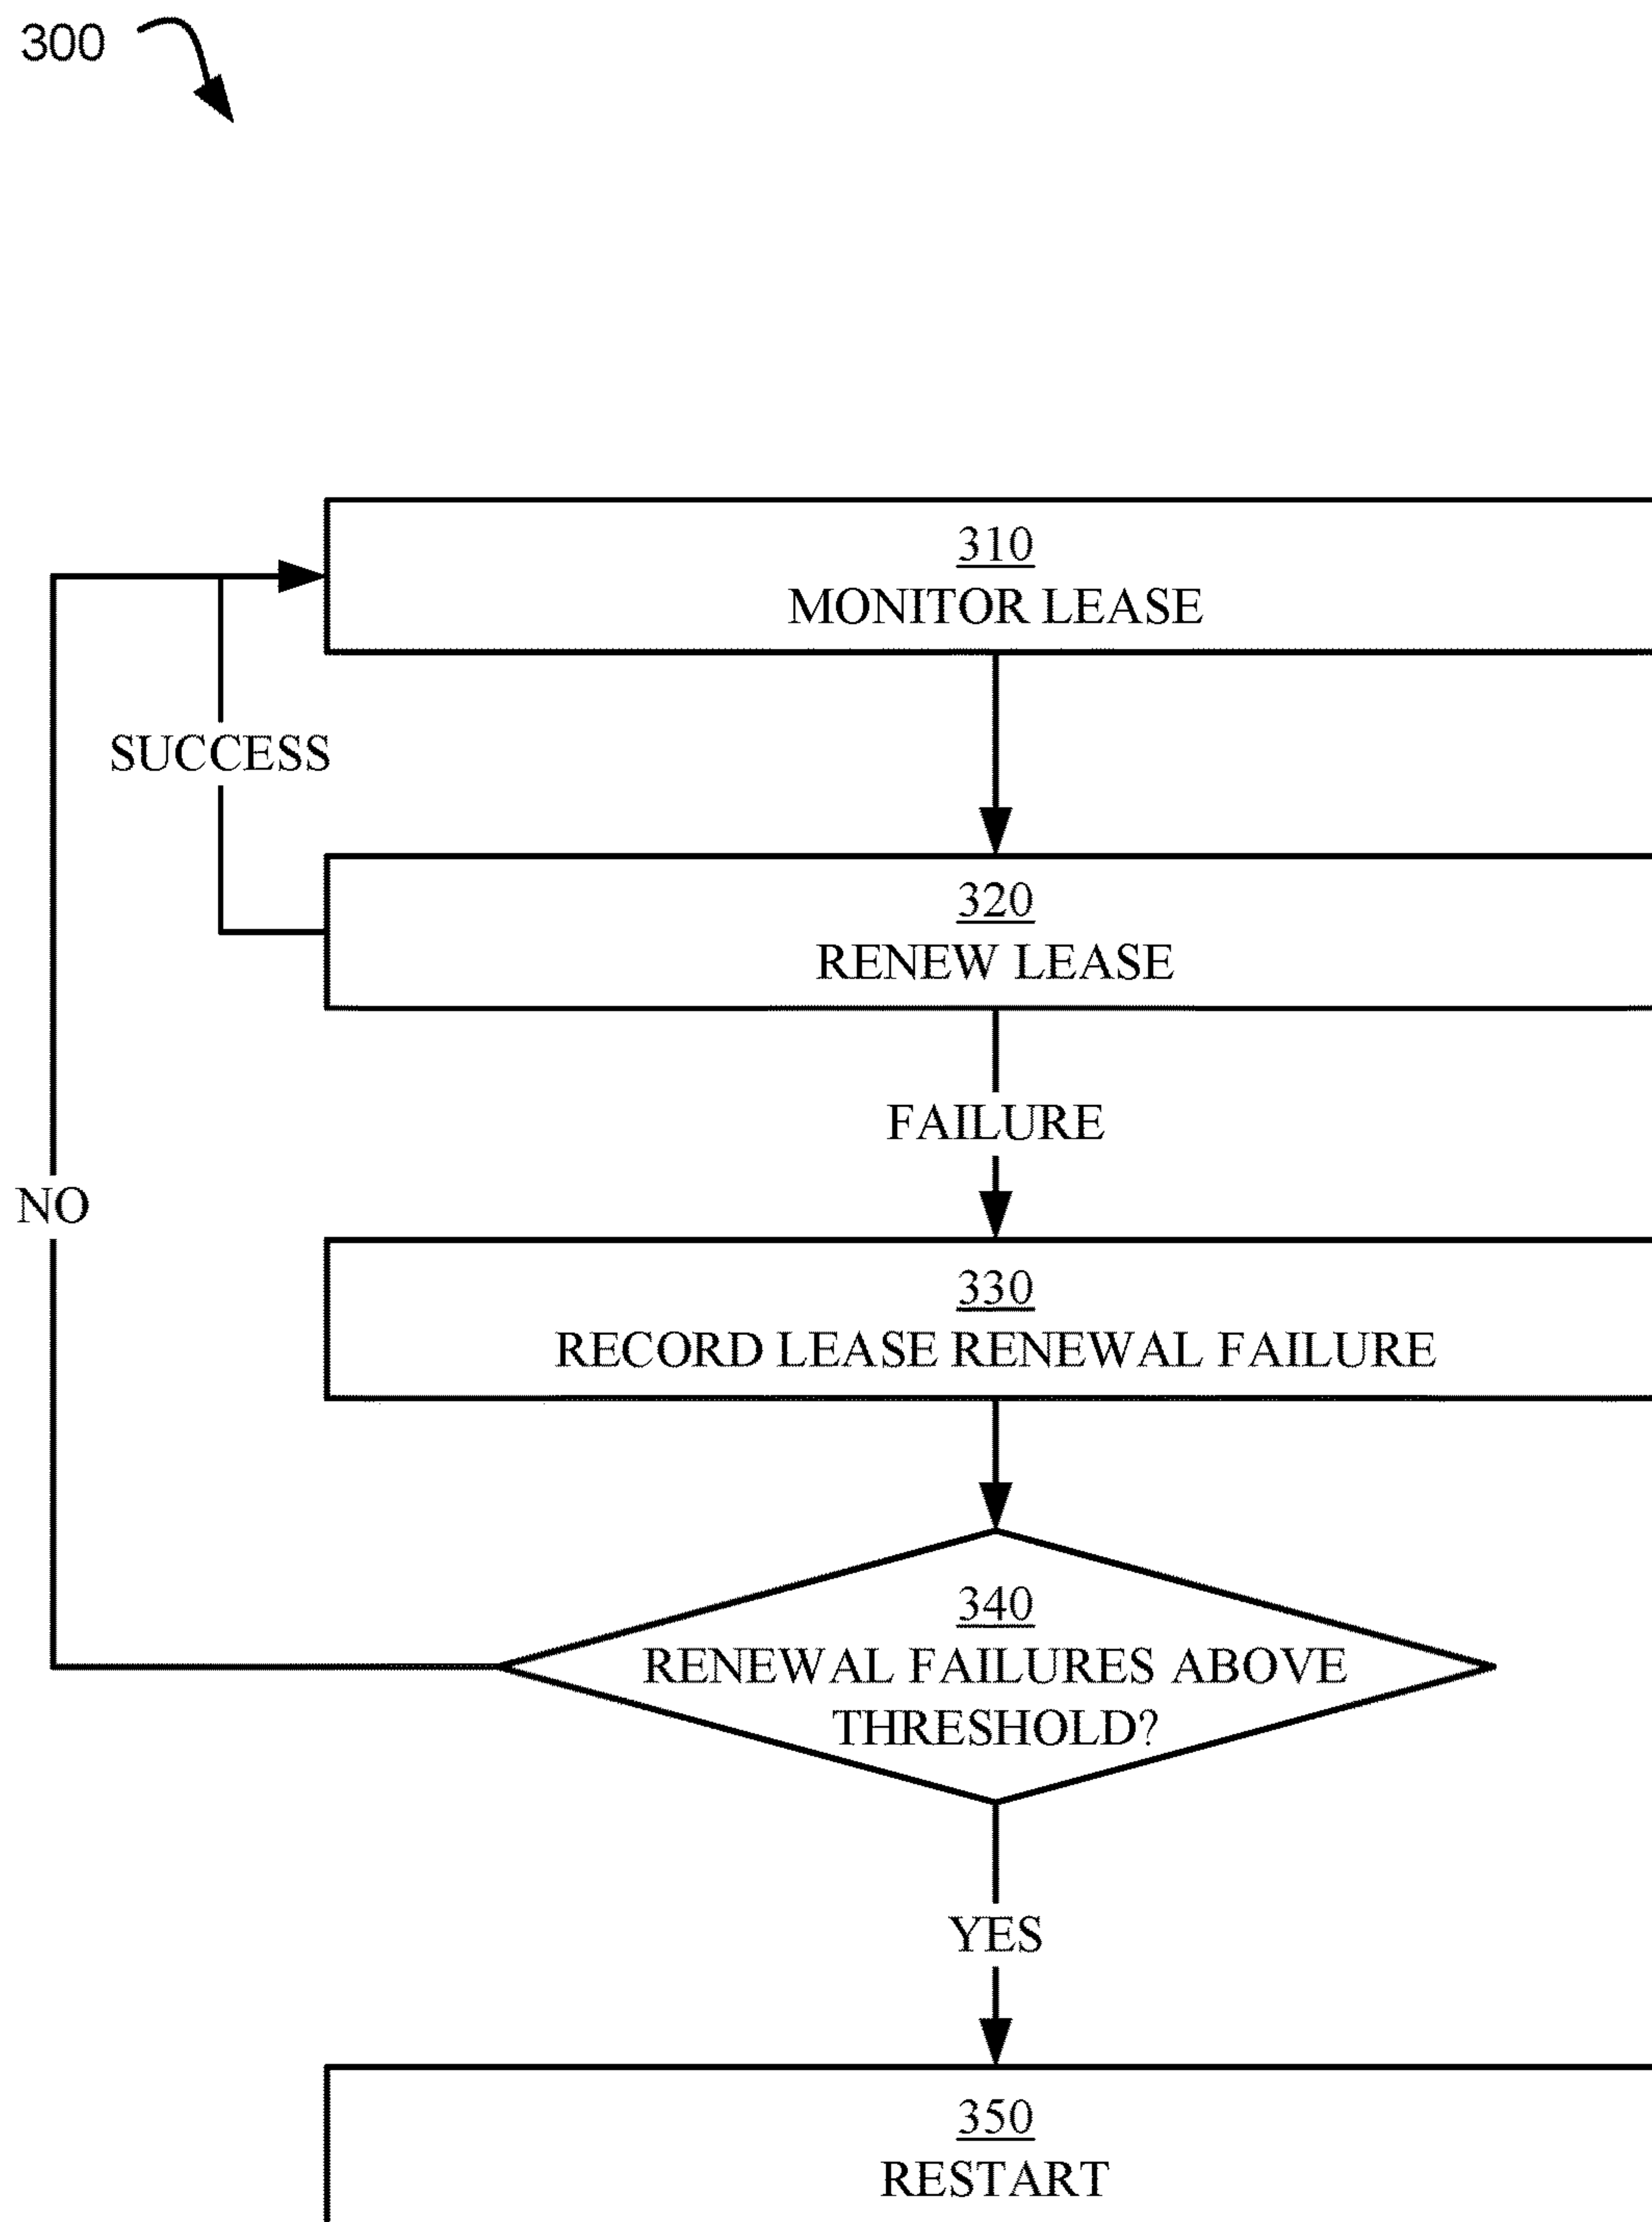 300
310
MONITOR LEASE
SUCCESS
320
RENEW LEASE
FAILURE
NO
330
RECORD LEASE RENEWAL FAILURE
340
RENEWAL FAILURES ABOVE
THRESHOLD?
YES
350
RESTART